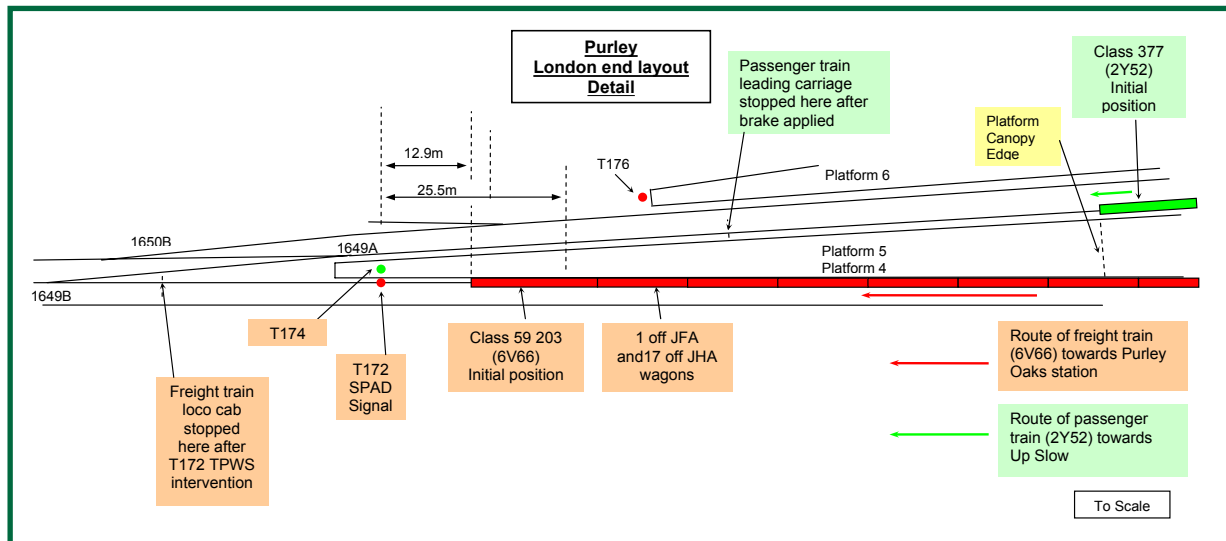 Purley
London end layout
Detail
Passenger train
leading carriage
stopped here after
brake applied
Class 377
(2Y52)
Initial
position
Platform
Canopy
Edge
12.9m
25.5m
T176
Platform 6
1650B
1649A
Platform 5
Platform 4
1649B
T174
T172
SPAD
Signal
Class 59 203
(6V66)
Initial position
1 off JFA
and17 off JHA
wagons
Freight train
loco cab
stopped
here after
T172 TPWS
intervention
Route of freight train
(6V66) towards Purley
Oaks station
Route of passenger
train (2Y52) towards
Up Slow
To Scale